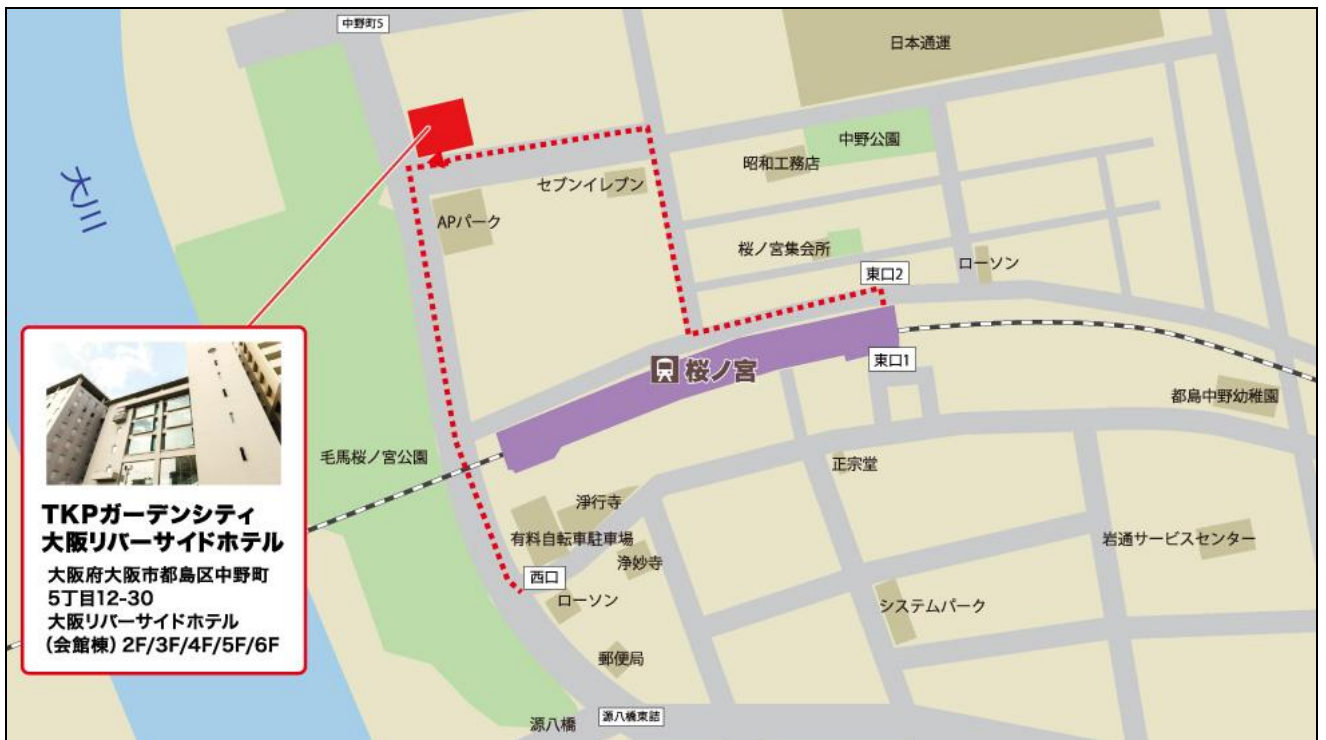 中野町5
日本通運
中野公園
昭和工務店
セブンイレブン
大川
APパーク
桜ノ宮集会所
ローソン
東口2
東口1
桜ノ宮
都島中野幼稚園
毛馬桜ノ宮公園
正宗堂
浄行寺
有料自転車駐車場
浄妙寺
岩通サービスセンター
西口
ローソン
システムパーク
郵便局
源八橋
源八橋東詰
TKPガーデンシティ
大阪リバーサイドホテル
大阪府大阪市都島区中野町
5丁目12-30
大阪リバーサイドホテル
(会館棟) 2F/3F/4F/5F/6F